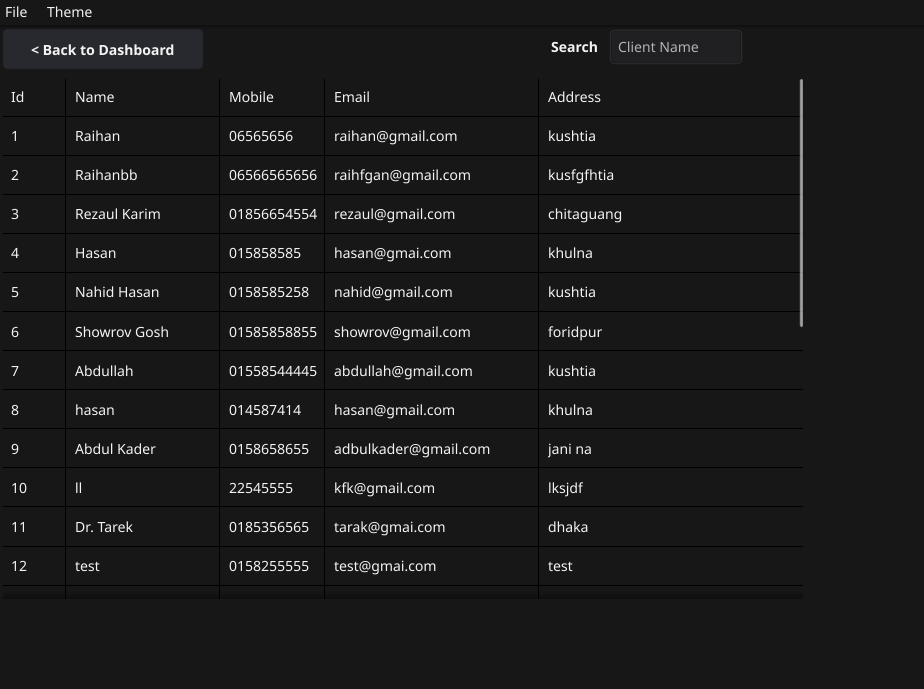 File Theme
< Back to Dashboard Search Client Name
Id Name Mobile Email Address
1 Raihan 06565656 raihan@gmail.com kushtia
2 Raihanbb 06566565656 raihfgan@gmail.com kusfgfhtia
3 Rezaul Karim 01856654554 rezaul@gmail.com chitaguang
4 Hasan 015858585 hasan@gmai.com khulna
5 Nahid Hasan 0158585258 nahid@gmail.com kushtia
6 Showrov Gosh 01585858855 showrov@gmail.com foridpur
7 Abdullah 01558544445 abdullah@gmail.com kushtia
8 hasan 014587414 hasan@gmail.com khulna
9 Abdul Kader 0158658655 adbulkader@gmail.com jani na
10 ll 22545555 kfk@gmail.com lksjdf
11 Dr. Tarek 0185356565 tarak@gmai.com dhaka
12 test 0158255555 test@gmai.com test